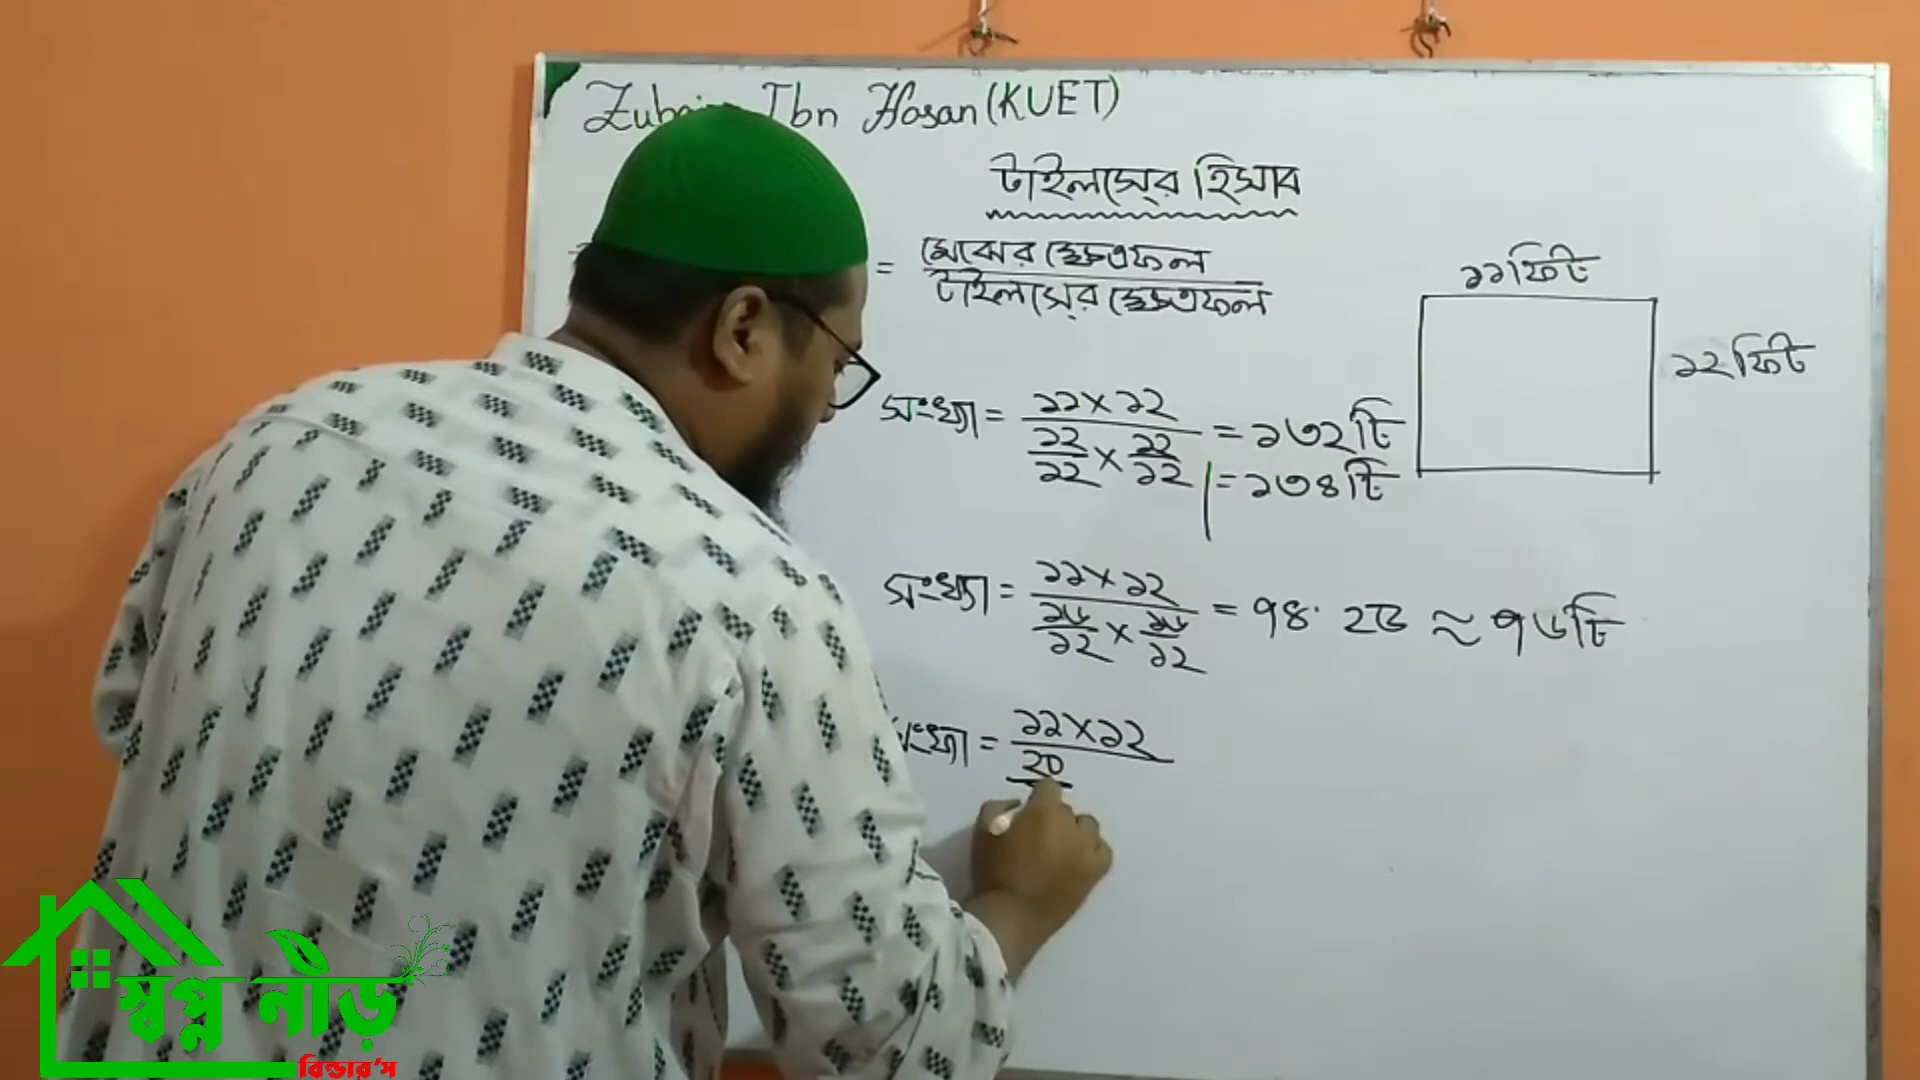 Ibn Hosan (KUET)
টাইলসের হিসাব
= মেঝের ক্ষেত্রফল / টাইলসের ক্ষেত্রফল
১১ফিট
১২ফিট
সংখ্যা = ১১×১২ / (১২/১২ × ১২/১২) = ১৩২টি
= ১৩৪টি
সংখ্যা = ১১×১২ / (১৬/১২ × ১৬/১২) = ৭৪.২৫ ≈ ৭৬টি
সংখ্যা = ১১×১২ / ২০
স্বপ্ন নীড়
বিল্ডার'স